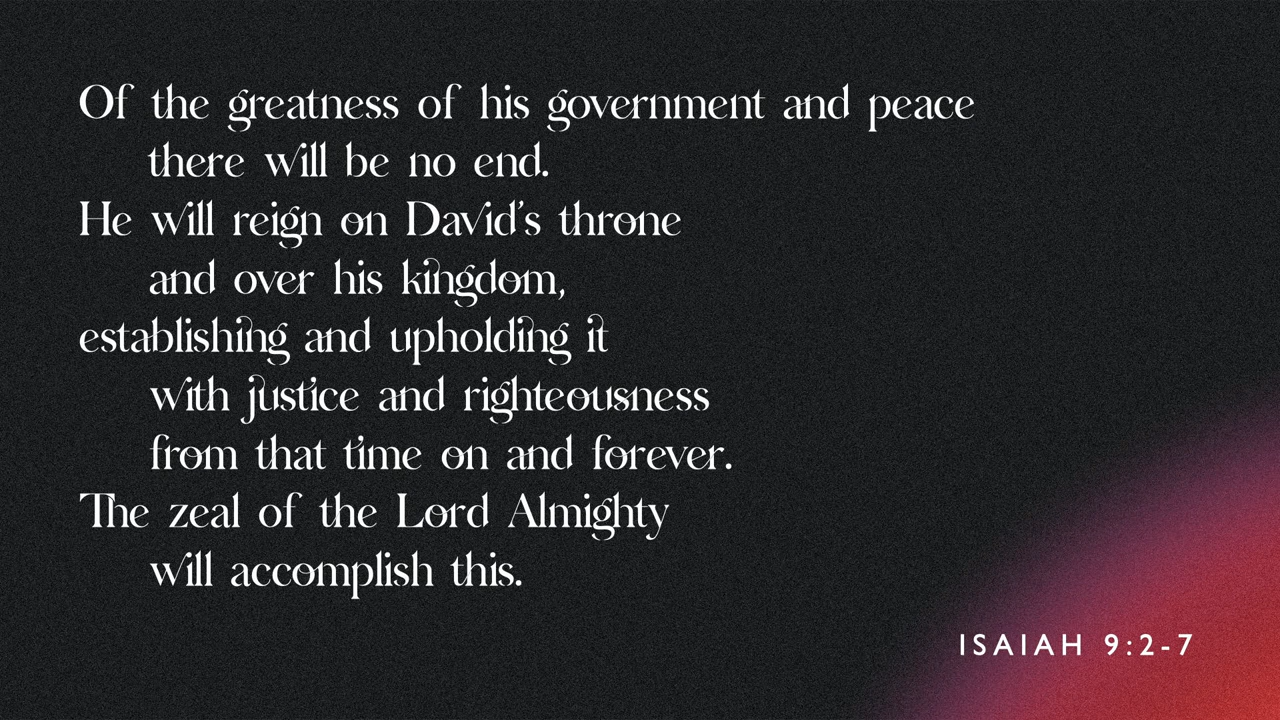 Of the greatness of his government and peace
there will be no end.
He will reign on David's throne
and over his kingdom,
establishing and upholding it
with justice and righteousness
from that time on and forever.
The zeal of the Lord Almighty
will accomplish this.
ISAIAH 9:2-7